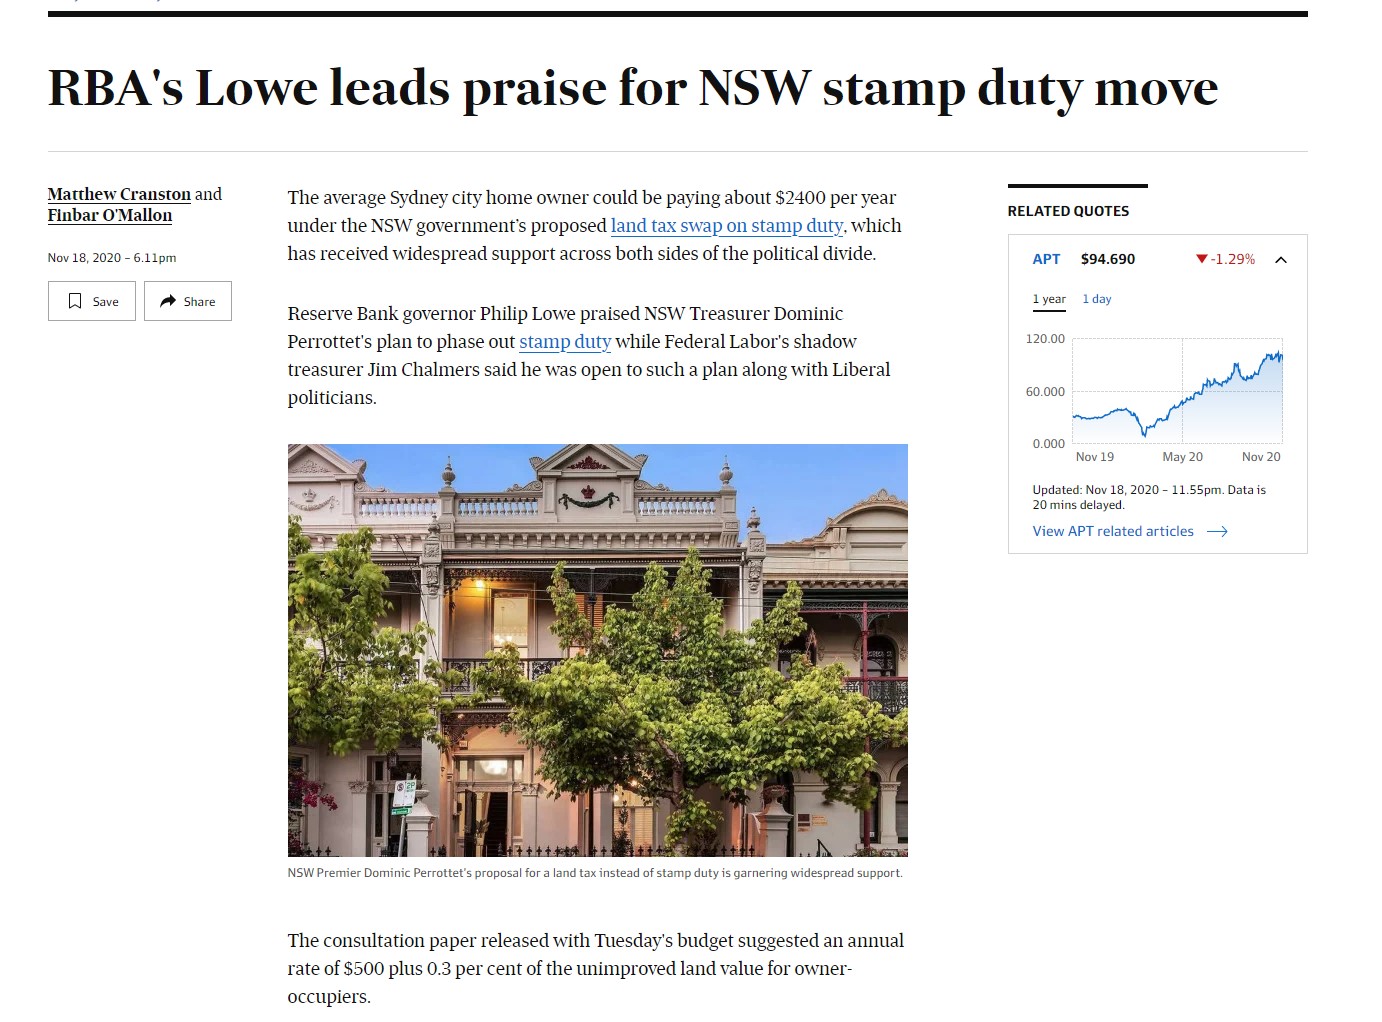 RBA's Lowe leads praise for NSW stamp duty move
Matthew Cranston and
Finbar O'Mallon
Nov 18, 2020 – 6.11pm
Save
Share
The average Sydney city home owner could be paying about $2400 per year
under the NSW government's proposed land tax swap on stamp duty, which
has received widespread support across both sides of the political divide.
Reserve Bank governor Philip Lowe praised NSW Treasurer Dominic
Perrottet's plan to phase out stamp duty while Federal Labor's shadow
treasurer Jim Chalmers said he was open to such a plan along with Liberal
politicians.
2P
NSW Premier Dominic Perrottet's proposal for a land tax instead of stamp duty is garnering widespread support.
The consultation paper released with Tuesday's budget suggested an annual
rate of $500 plus 0.3 per cent of the unimproved land value for owner-
occupiers.
RELATED QUOTES
APT $94.690 -1.29%
1 year 1 day
120.00
60.000
0.000
Nov 19 May 20 Nov 20
Updated: Nov 18, 2020 – 11.55pm. Data is
20 mins delayed.
View APT related articles